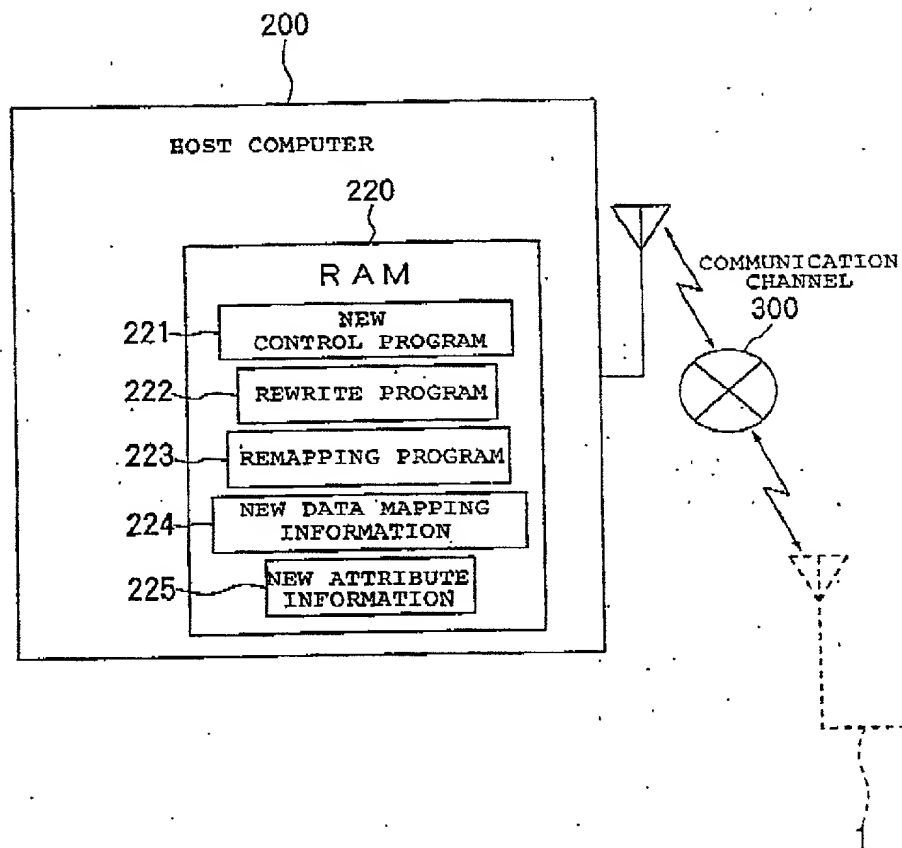 200
HOST COMPUTER
220
RAM
221
NEW
CONTROL PROGRAM
222
REWRITE PROGRAM
223
REMAPPING PROGRAM
224
NEW DATA MAPPING
INFORMATION
225
NEW ATTRIBUTE
INFORMATION
COMMUNICATION
CHANNEL
300
1